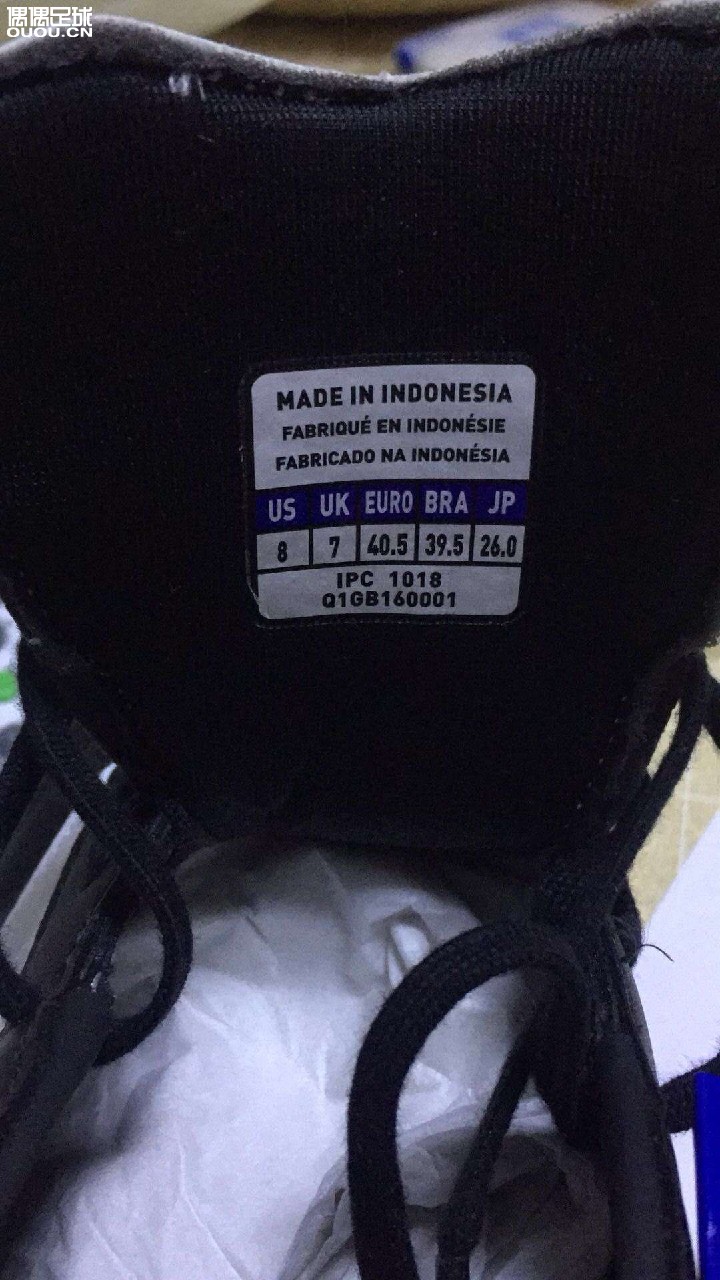 偶偶足球
OUOU.CN
MADE IN INDONESIA
FABRIQUÉ EN INDONÉSIE
FABRICADO NA INDONÉSIA
US UK EURO BRA JP
8 7 40.5 39.5 26.0
IPC 1018
Q1GB160001